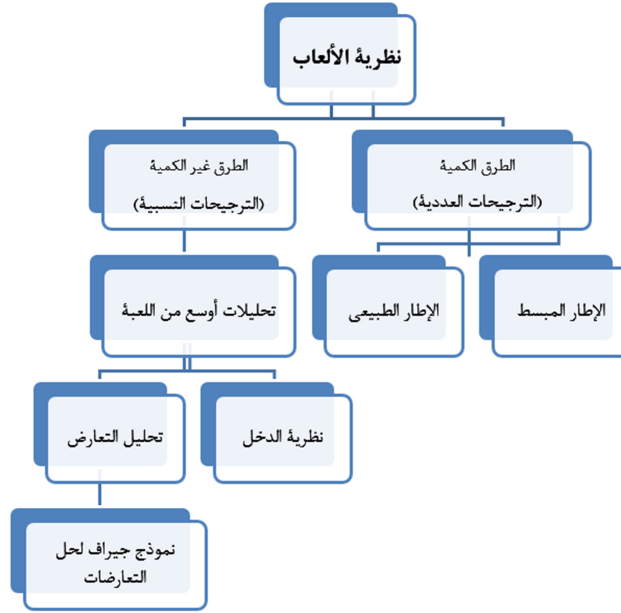 نظرية الألعاب
الطرق الكمية
(الترجيحات العددية)
الطرق غير الكمية
(الترجيحات النسبية)
الإطار المبسط
الإطار الطبيعى
تحليلات أوسع من اللعبة
نظرية الدخل
تحليل التعارض
نموذج جيراف لحل
التعارضات